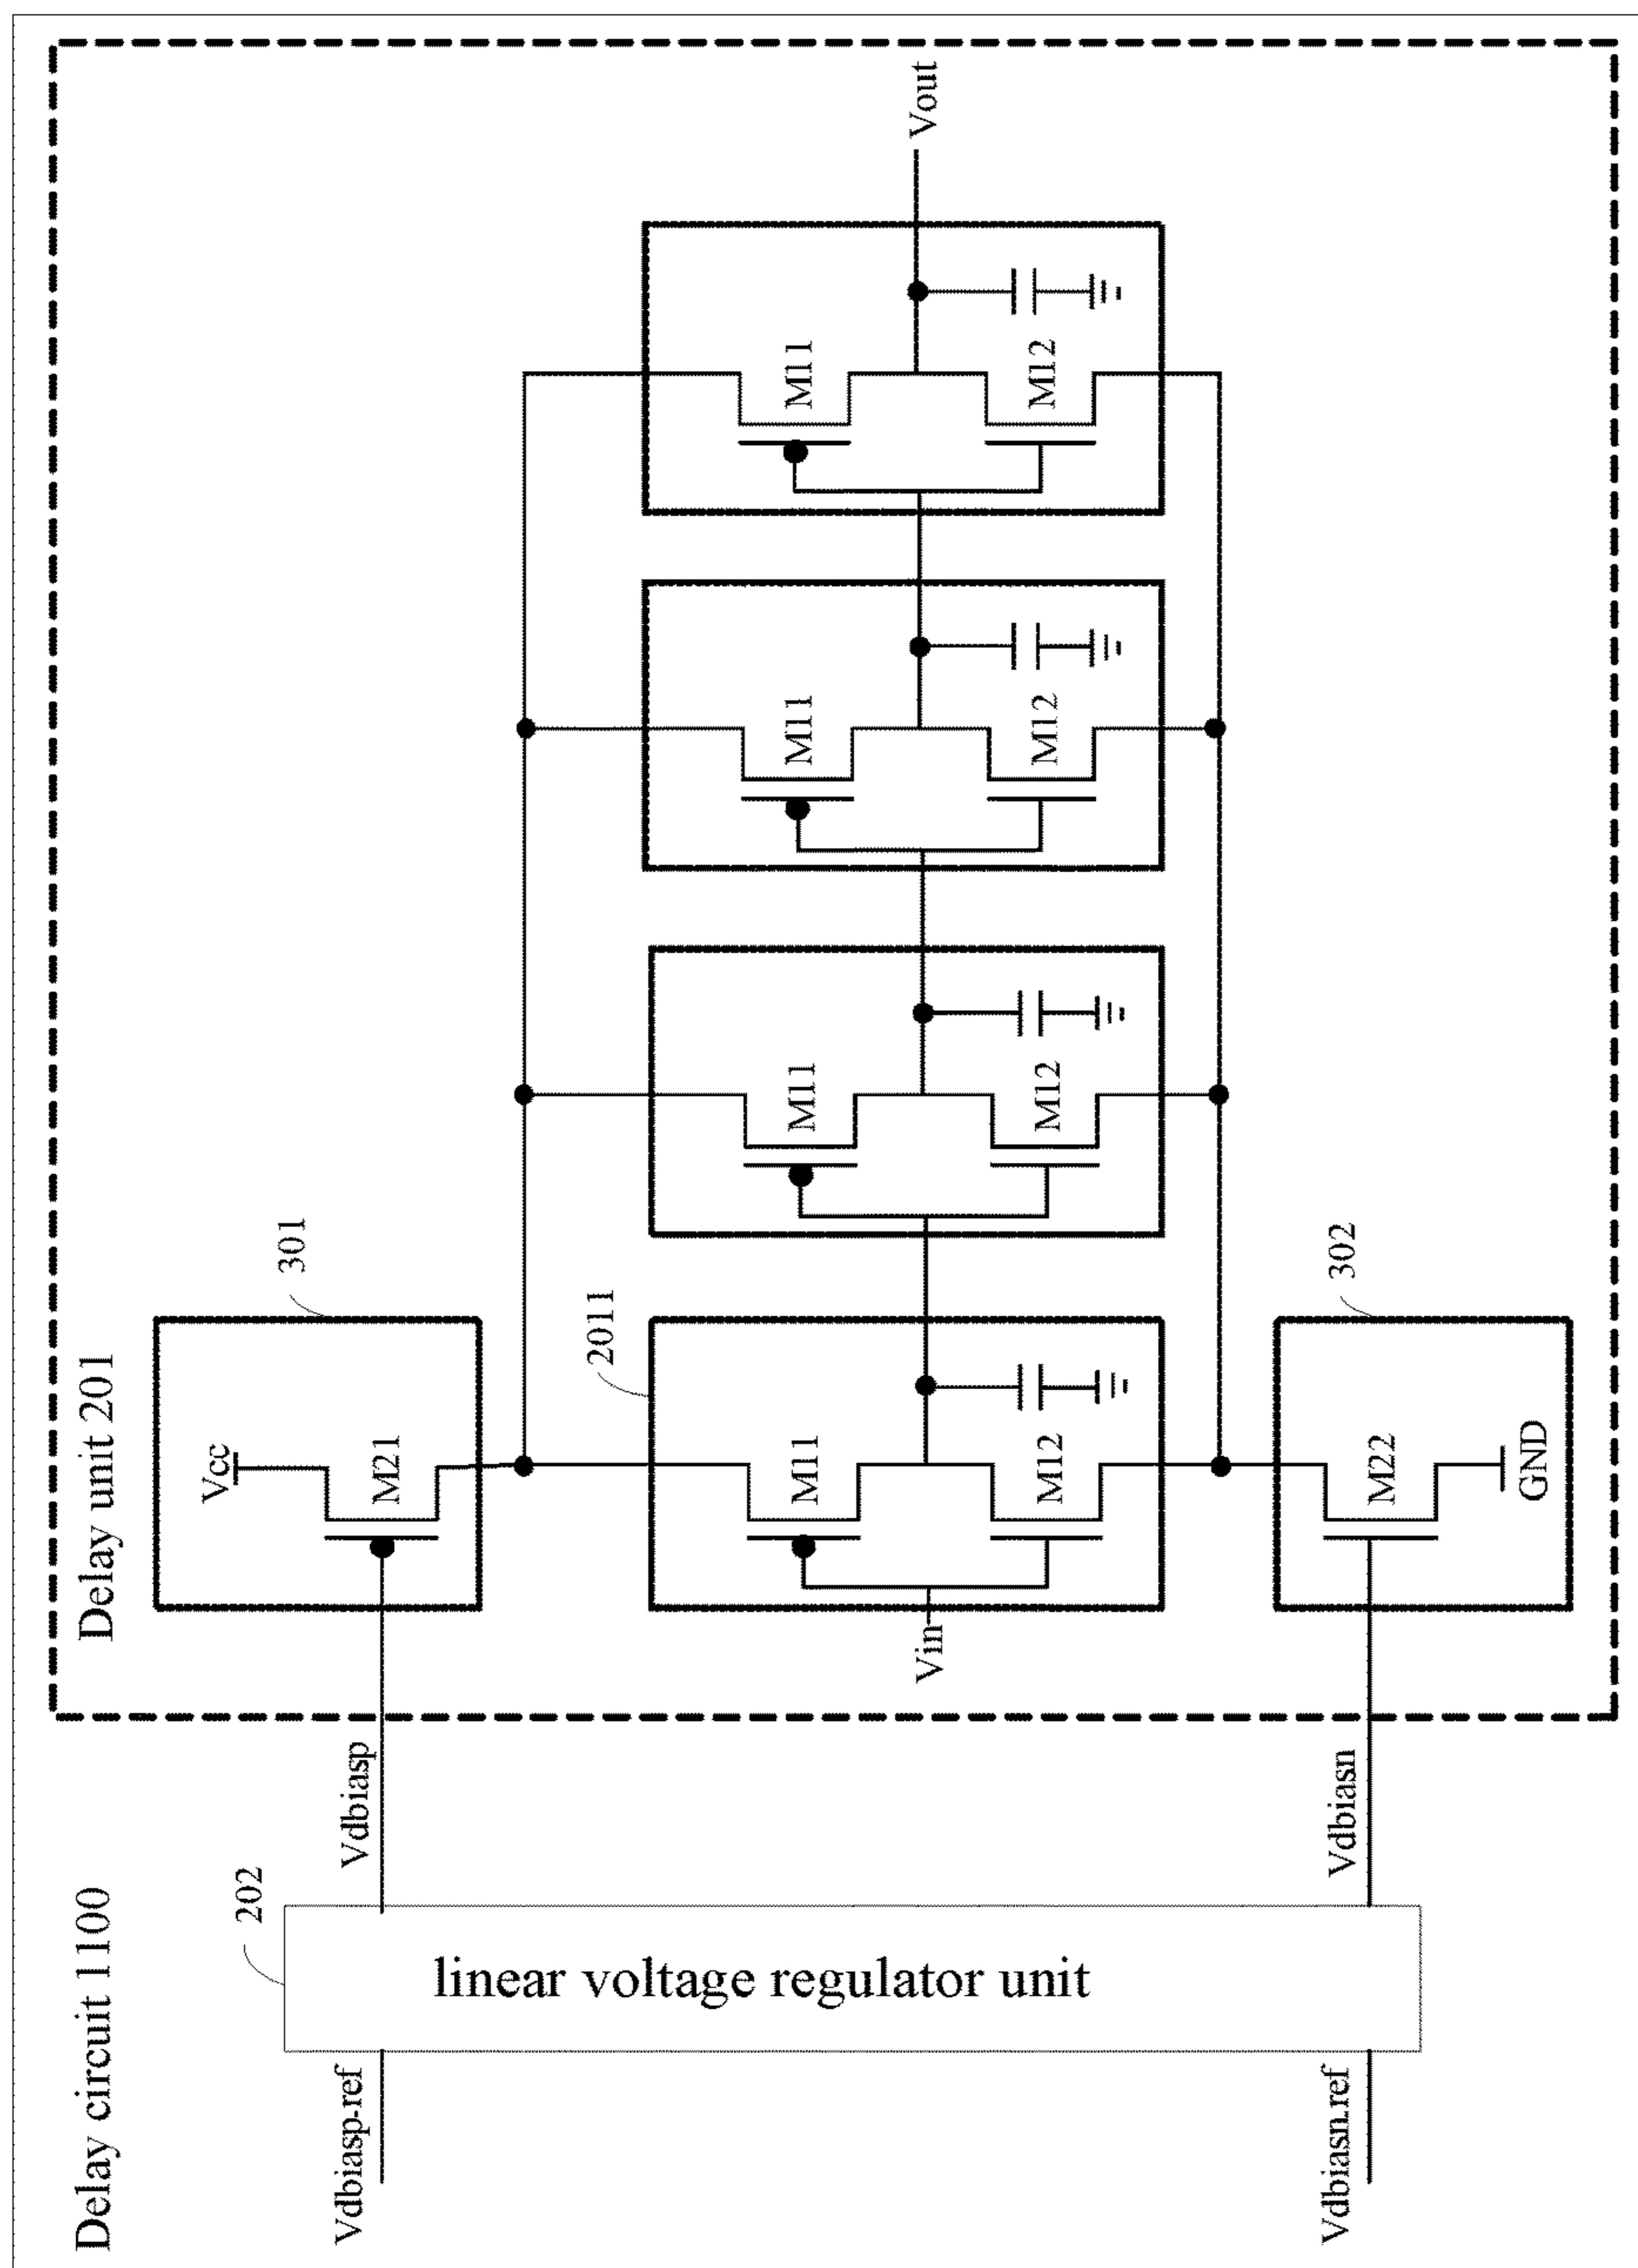 Delay circuit 1100
Delay unit 201
Vdbiasp-ref
202
Vdbiasp
Vcc
M21
301
linear voltage regulator unit
Vin
2011
M11
M12
M11
M12
M11
M12
M11
M12
Vout
Vdbiasn.ref
Vdbiasn
M22
GND
302